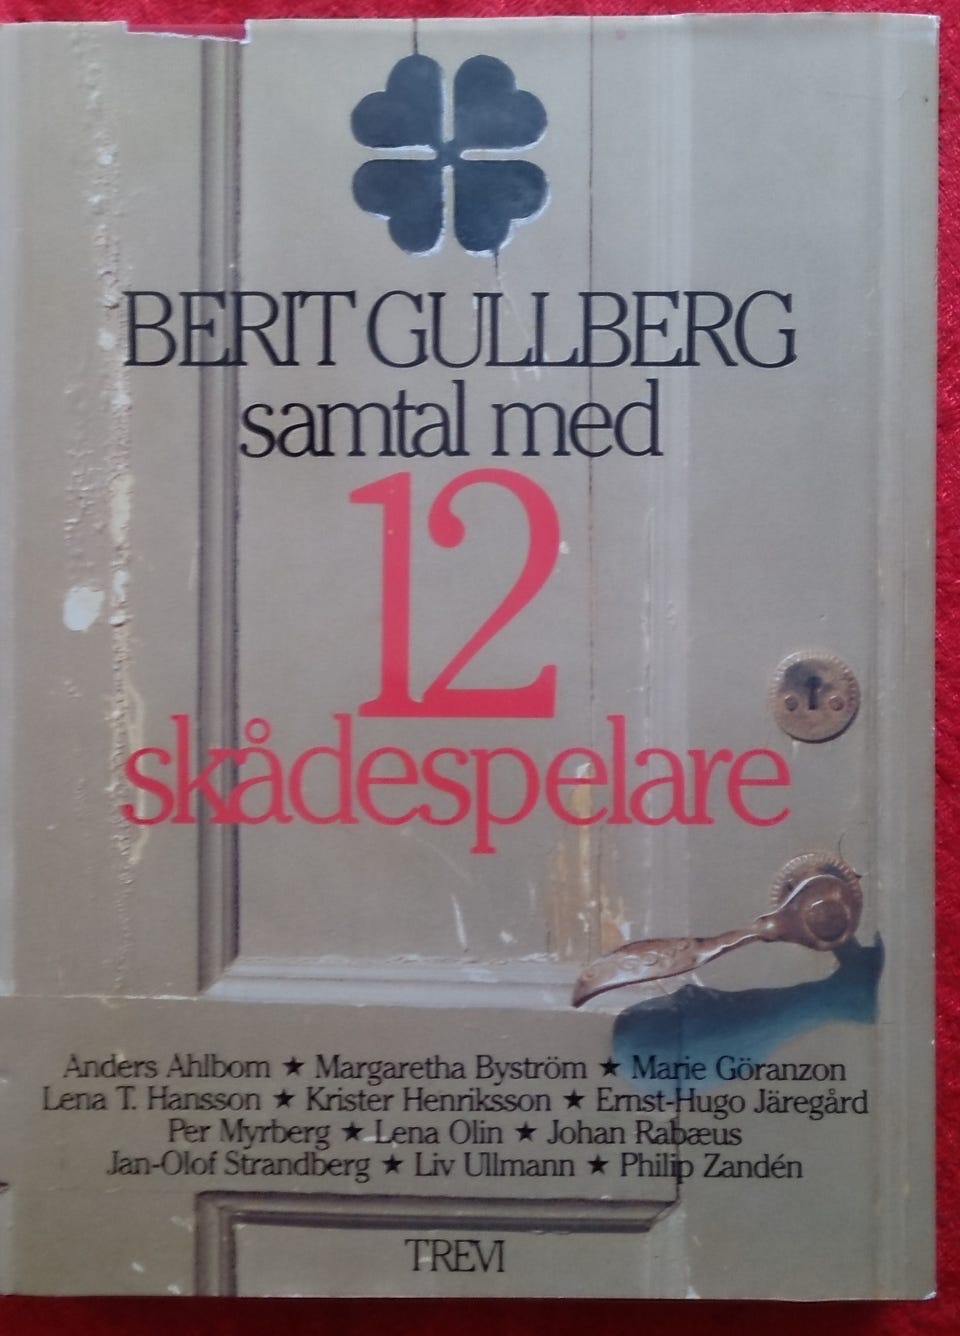 BERIT GULLBERG
samtal med
12
skådespelare
Anders Ahlbom ★ Margaretha Byström ★ Marie Göranzon
Lena T. Hansson ★ Krister Henriksson ★ Ernst-Hugo Järegård
Per Myrberg ★ Lena Olin ★ Johan Rabæus
Jan-Olof Strandberg ★ Liv Ullmann ★ Philip Zandén
TREVI